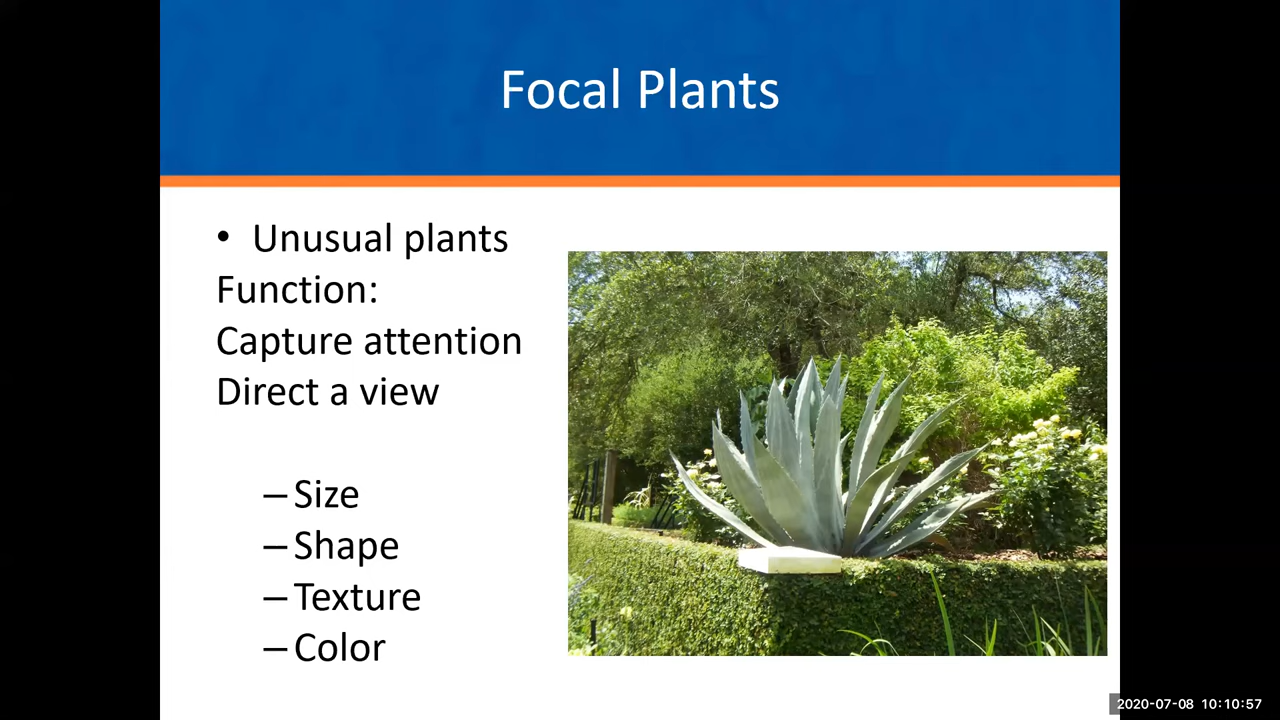 Focal Plants
• Unusual plants
Function:
Capture attention
Direct a view
– Size
– Shape
– Texture
– Color
2020-07-08 10:10:57